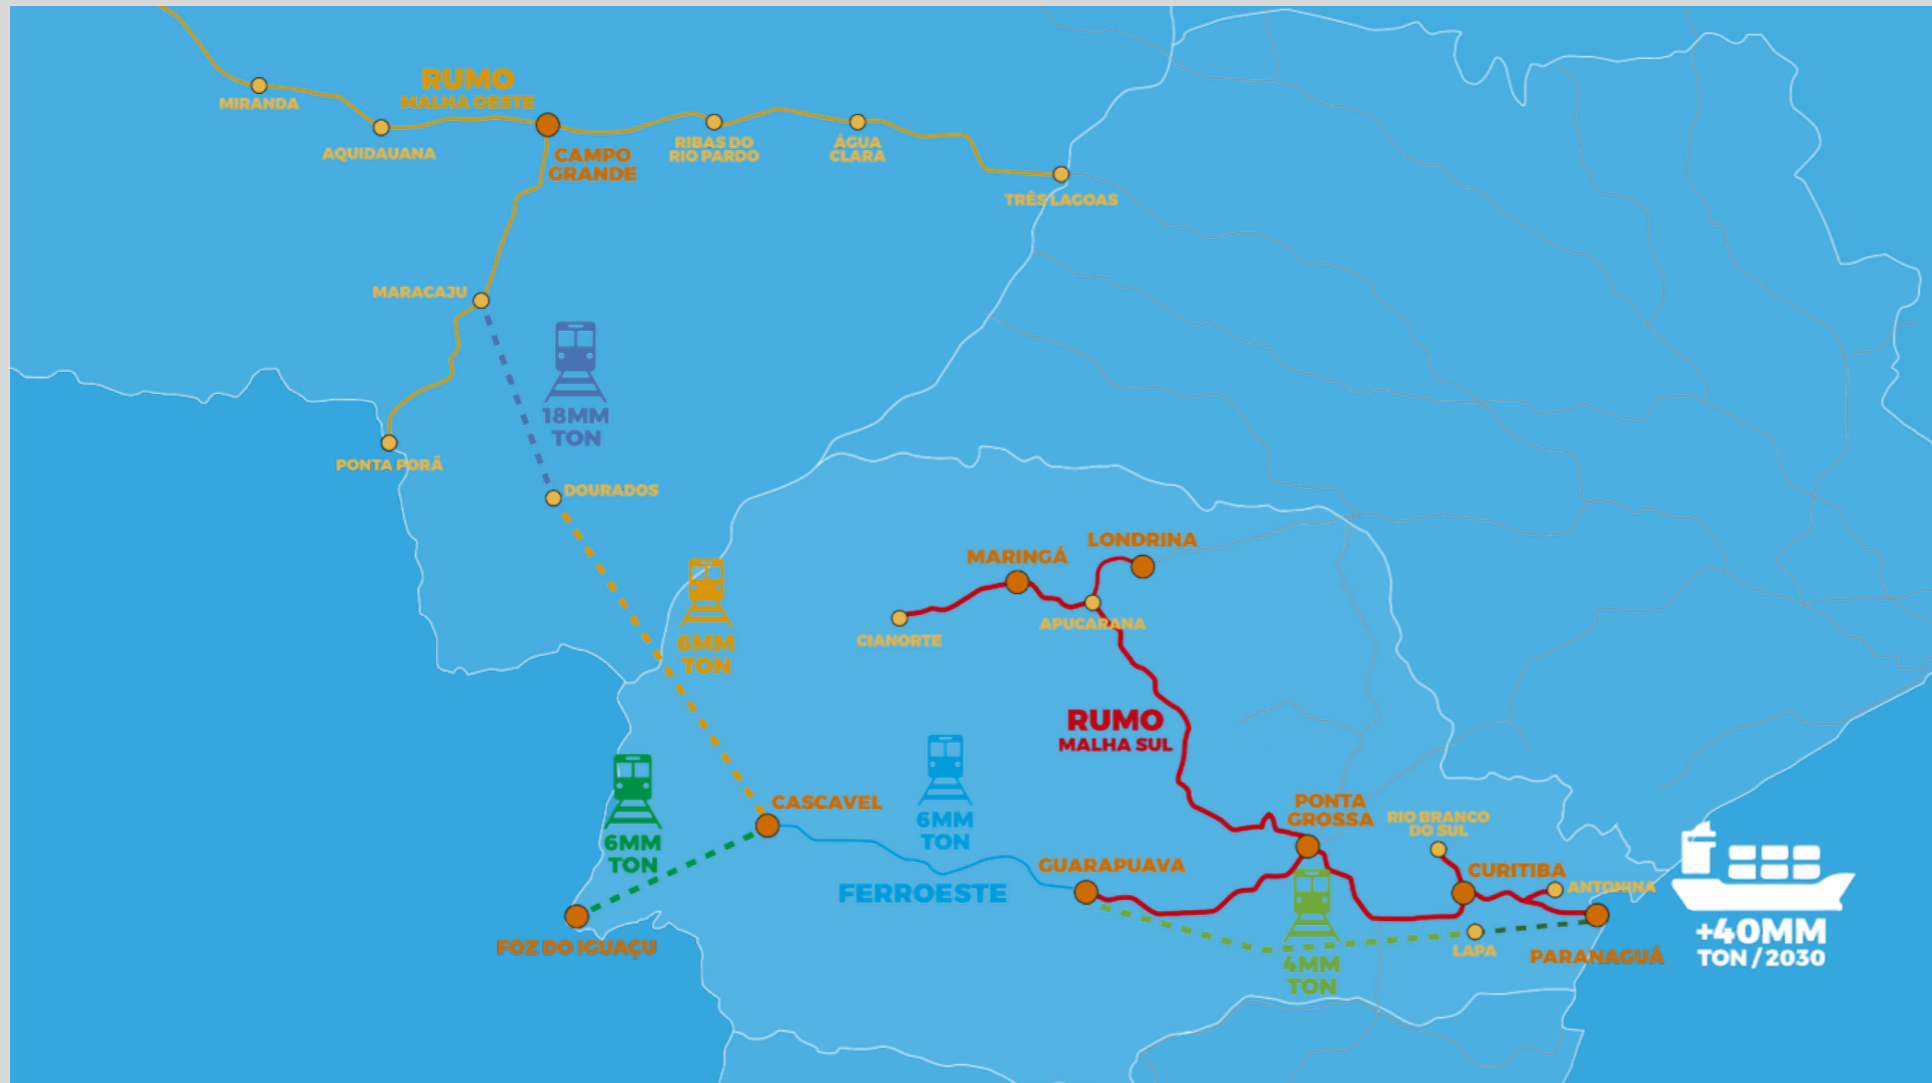 RUMO
MALHA OESTE
MIRANDA
AQUIDAUANA
CAMPO
GRANDE
RIBAS DO
RIO PARDO
ÁGUA
CLARA
TRÊS LAGOAS
MARACAJU
18MM
TON
PONTA PORÃ
DOURADOS
MARINGÁ
LONDRINA
CIANORTE
APUCARANA
6MM
TON
RUMO
MALHA SUL
CASCAVEL
6MM
TON
6MM
TON
FERROESTE
GUARAPUAVA
PONTA
GROSSA
RIO BRANCO
DO SUL
CURITIBA
ANTONINA
FOZ DO IGUAÇU
4MM
TON
LAPA
PARANAGUÁ
+40MM
TON / 2030